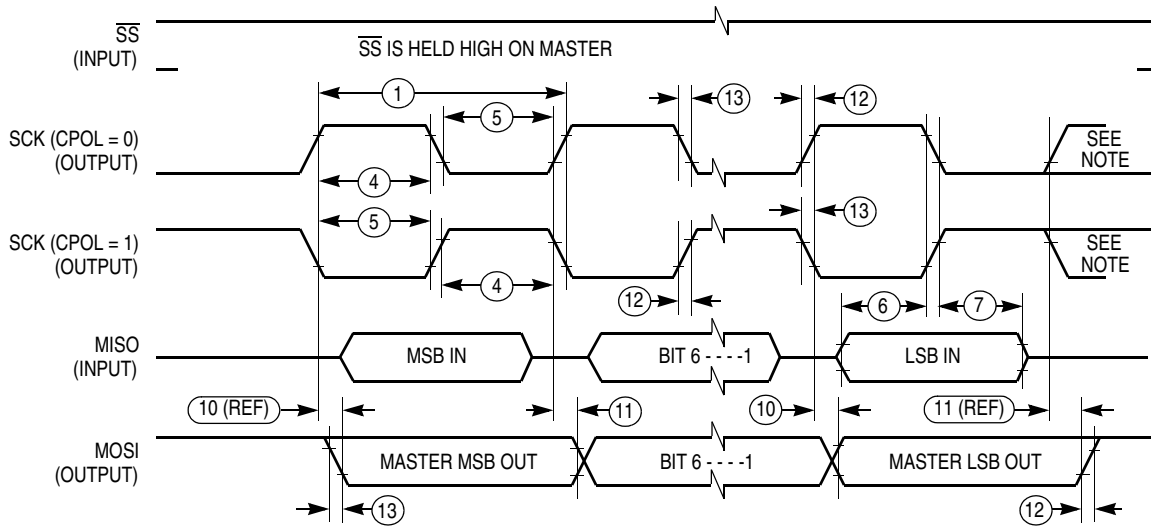 SS
(INPUT)
SS IS HELD HIGH ON MASTER
1
13
12
5
SCK (CPOL = 0)
(OUTPUT)
SEE
NOTE
4
5
13
SCK (CPOL = 1)
(OUTPUT)
SEE
NOTE
4
12
6
7
MISO
(INPUT)
MSB IN
BIT 6 - - - -1
LSB IN
10 (REF)
11
10
11 (REF)
MOSI
(OUTPUT)
MASTER MSB OUT
BIT 6 - - - -1
MASTER LSB OUT
13
12